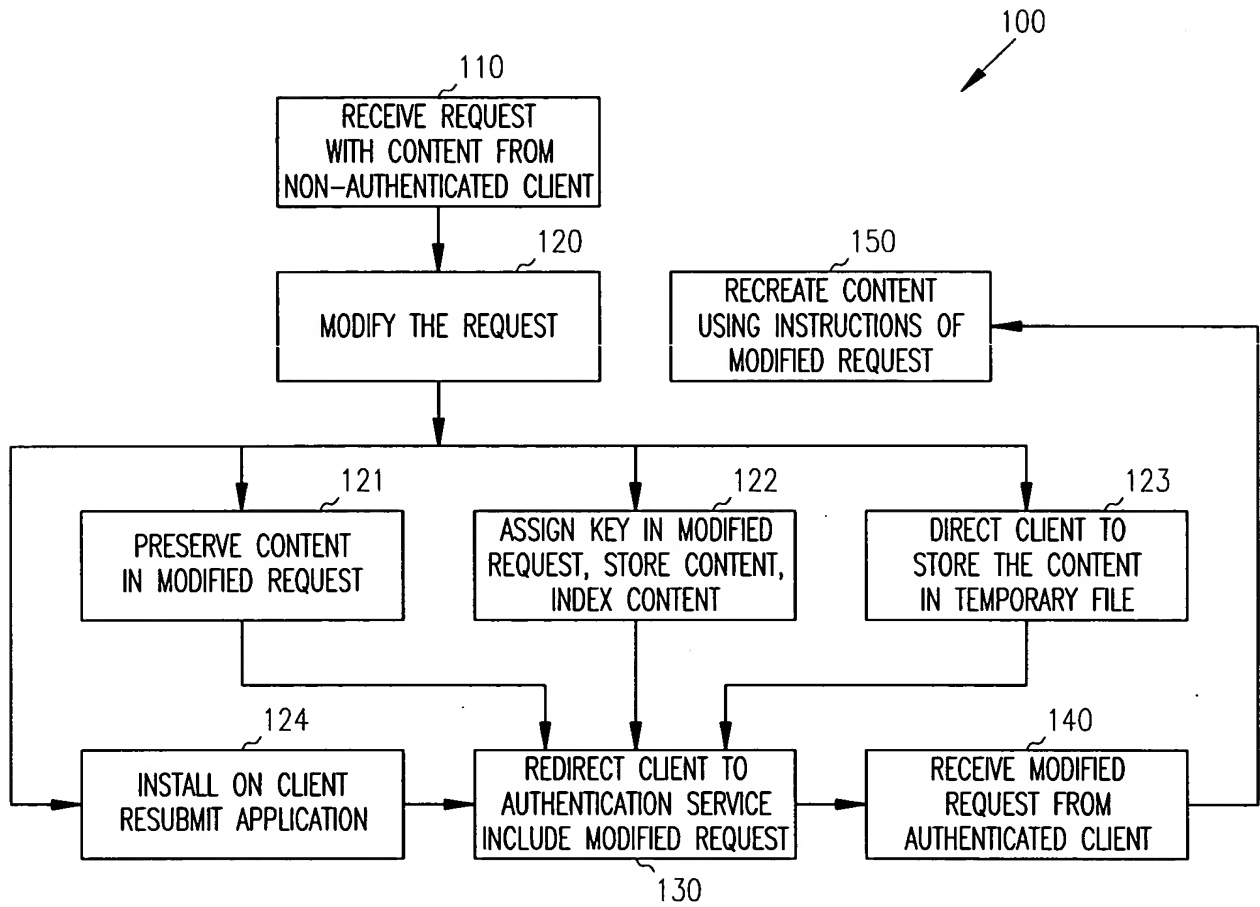 100
110
RECEIVE REQUEST
WITH CONTENT FROM
NON-AUTHENTICATED CLIENT
120
MODIFY THE REQUEST
150
RECREATE CONTENT
USING INSTRUCTIONS OF
MODIFIED REQUEST
121
PRESERVE CONTENT
IN MODIFIED REQUEST
122
ASSIGN KEY IN MODIFIED
REQUEST, STORE CONTENT,
INDEX CONTENT
123
DIRECT CLIENT TO
STORE THE CONTENT
IN TEMPORARY FILE
124
INSTALL ON CLIENT
RESUBMIT APPLICATION
REDIRECT CLIENT TO
AUTHENTICATION SERVICE
INCLUDE MODIFIED REQUEST
130
140
RECEIVE MODIFIED
REQUEST FROM
AUTHENTICATED CLIENT